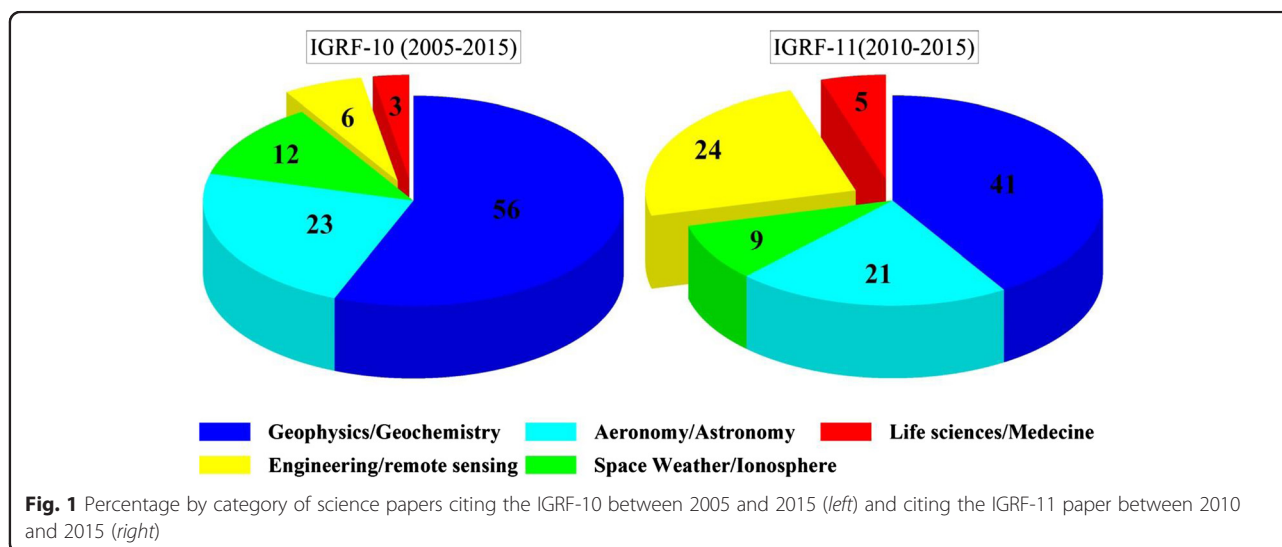 IGRF-10 (2005-2015)
IGRF-11(2010-2015)
3
6
12
23
56
5
24
9
21
41
Geophysics/Geochemistry
Aeronomy/Astronomy
Life sciences/Medecine
Engineering/remote sensing
Space Weather/Ionosphere
Fig. 1 Percentage by category of science papers citing the IGRF-10 between 2005 and 2015 (left) and citing the IGRF-11 paper between 2010
and 2015 (right)